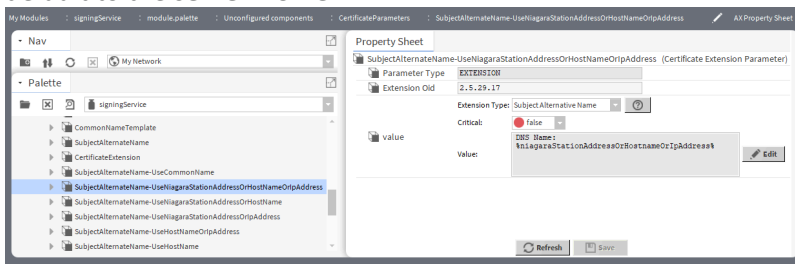 My Modules : signingService : module.palette : Unconfigured components : CertificateParameters : SubjectAlternateName-UseNiagaraStationAddressOrHostNameOrIpAddress AX Property Sheet
Nav
My Network
Palette
signingService
CommonNameTemplate
SubjectAlternateName
CertificateExtension
SubjectAlternateName-UseCommonName
SubjectAlternateName-UseNiagaraStationAddressOrHostNameOrIpAddress
SubjectAlternateName-UseNiagaraStationAddressOrHostName
SubjectAlternateName-UseNiagaraStationAddressOrIpAddress
SubjectAlternateName-UseHostNameOrIpAddress
SubjectAlternateName-UseHostName
Property Sheet
SubjectAlternateName-UseNiagaraStationAddressOrHostNameOrIpAddress (Certificate Extension Parameter)
Parameter Type EXTENSION
Extension Oid 2.5.29.17
value
Extension Type: Subject Alternative Name
Critical: false
Value:
DNS Name:
%niagaraStationAddressOrHostnameOrIpAddress%
Edit
Refresh Save